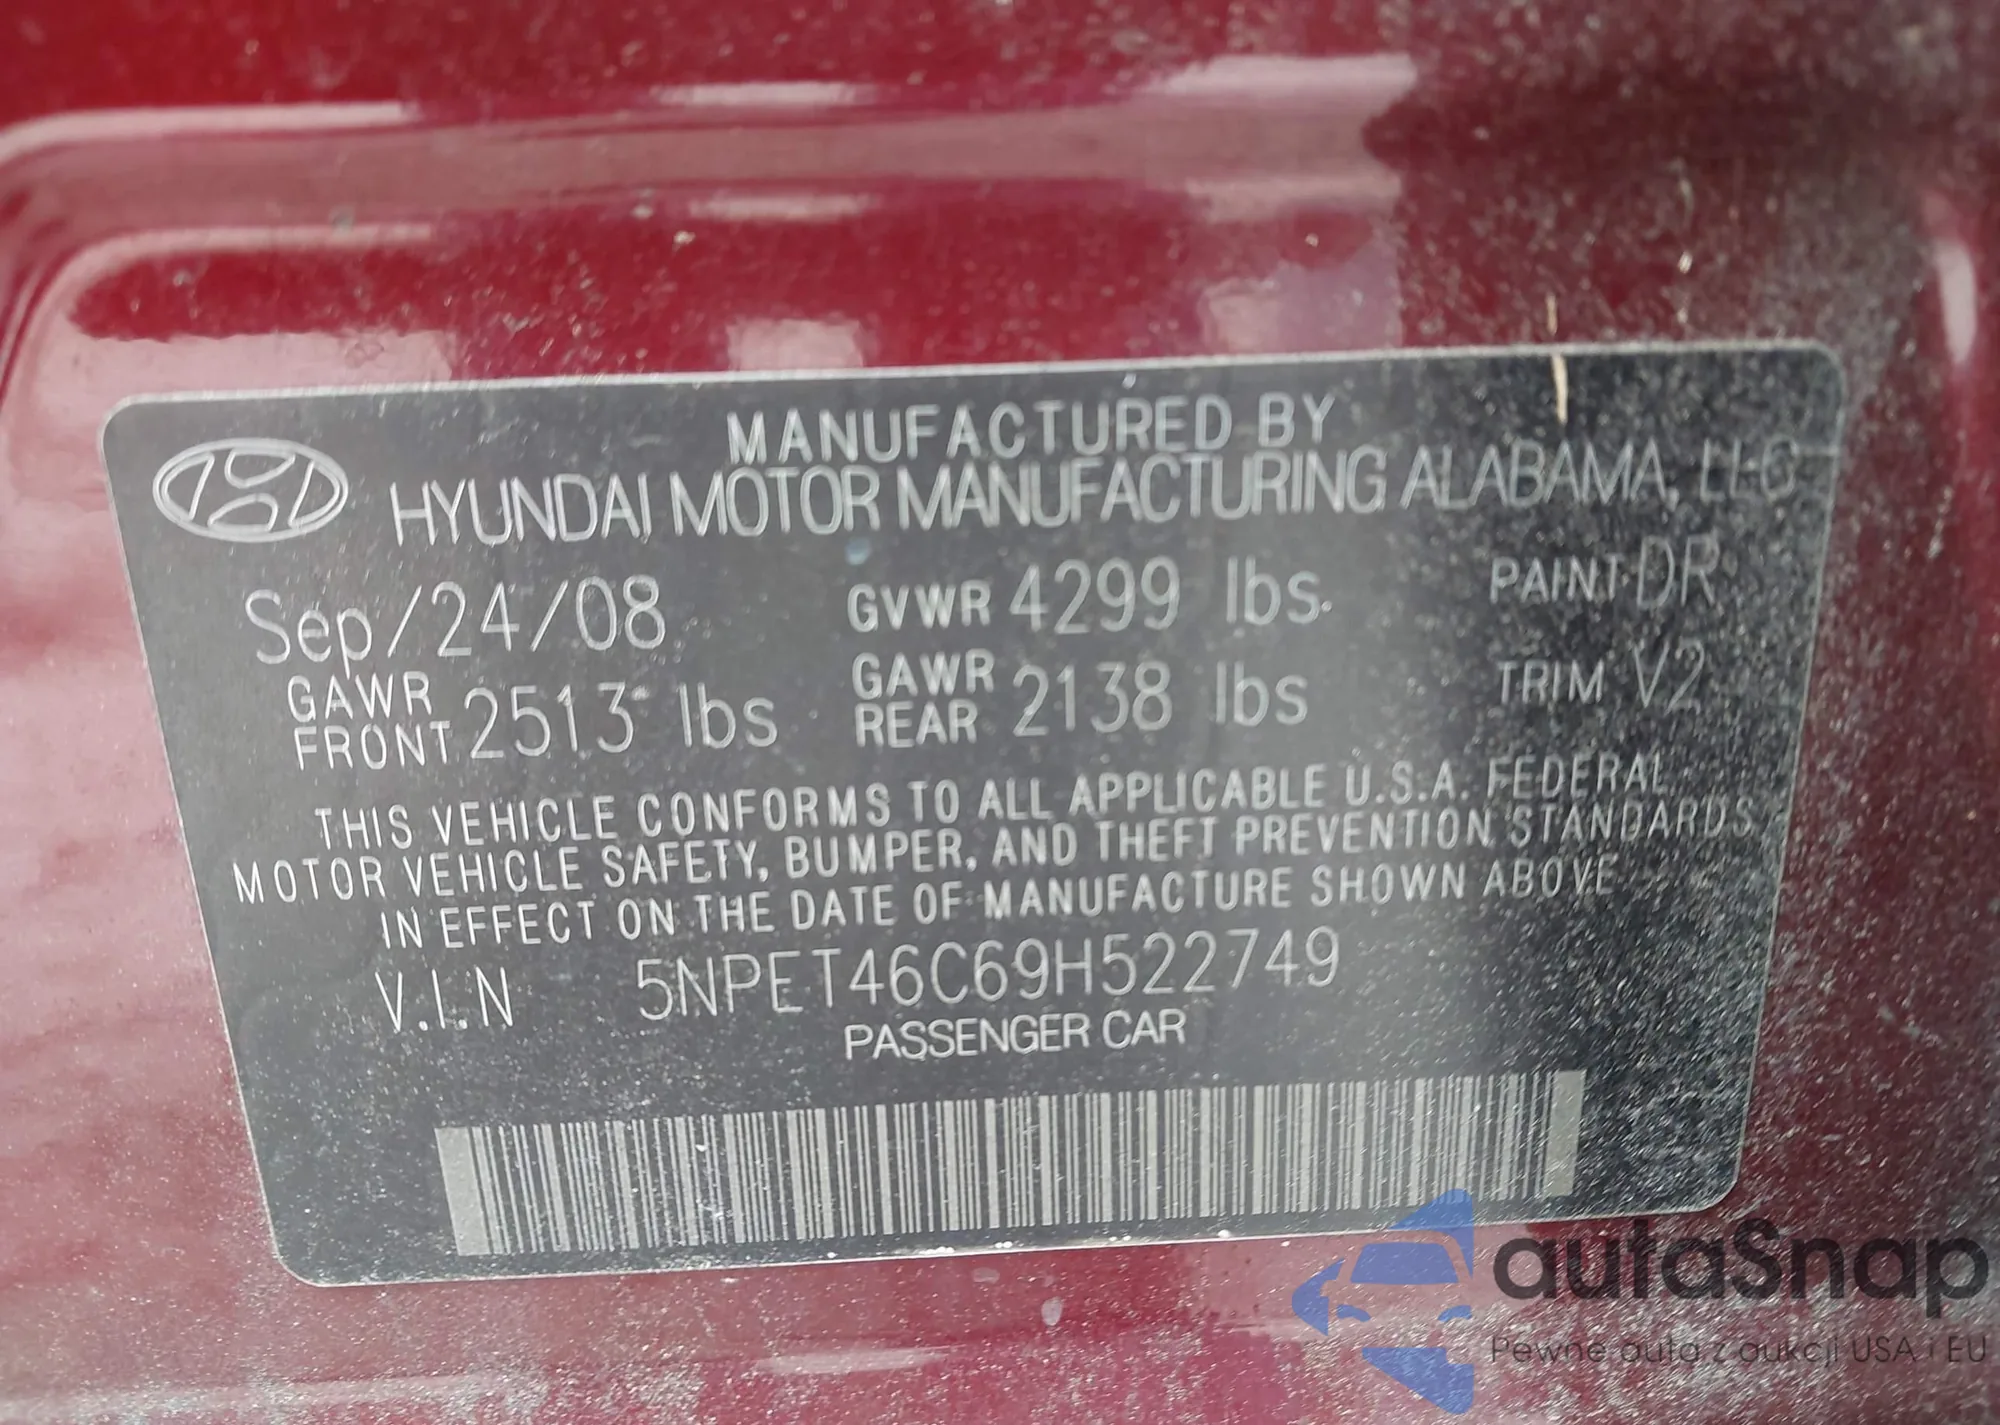 MANUFACTURED BY
HYUNDAI MOTOR MANUFACTURING ALABAMA, LLC
Sep/24/08 GVWR 4299 lbs. PAINT DR
GAWR FRONT 2513 lbs GAWR REAR 2138 lbs TRIM V2
THIS VEHICLE CONFORMS TO ALL APPLICABLE U.S.A. FEDERAL
MOTOR VEHICLE SAFETY, BUMPER, AND THEFT PREVENTION STANDARDS
IN EFFECT ON THE DATE OF MANUFACTURE SHOWN ABOVE
V.I.N 5NPET46C69H522749
PASSENGER CAR
autaSnap
Pewne auta z aukcji USA i EU